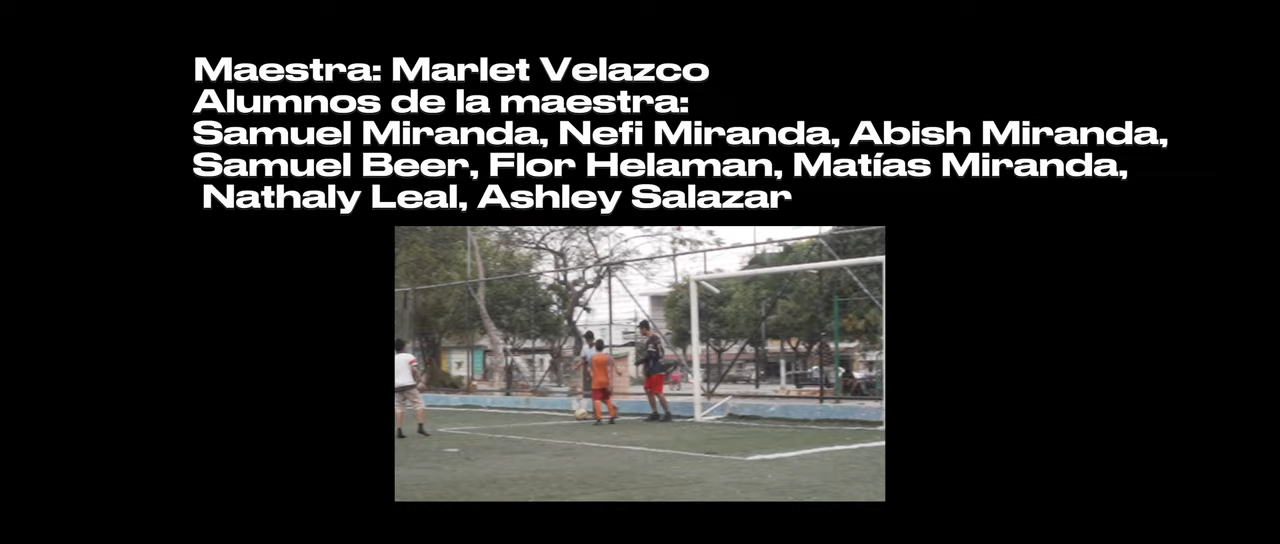 Maestra: Marlet Velazco
Alumnos de la maestra:
Samuel Miranda, Nefi Miranda, Abish Miranda,
Samuel Beer, Flor Helaman, Matías Miranda,
Nathaly Leal, Ashley Salazar